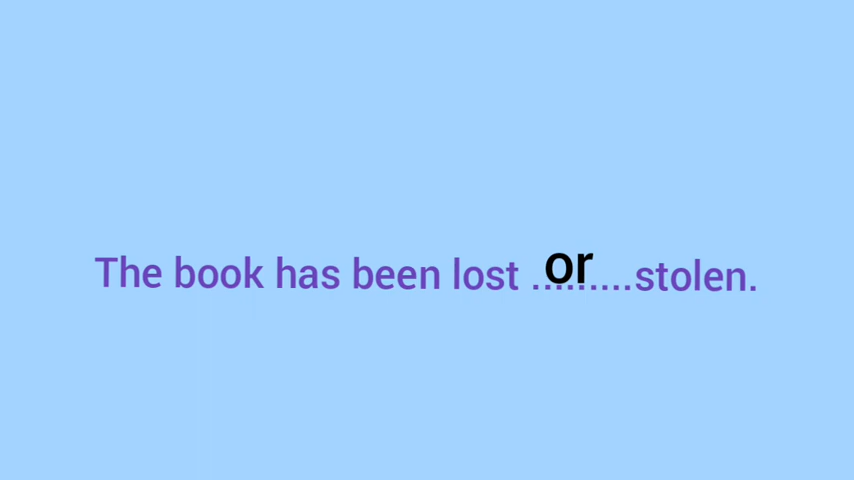 The book has been lost ...or......stolen.